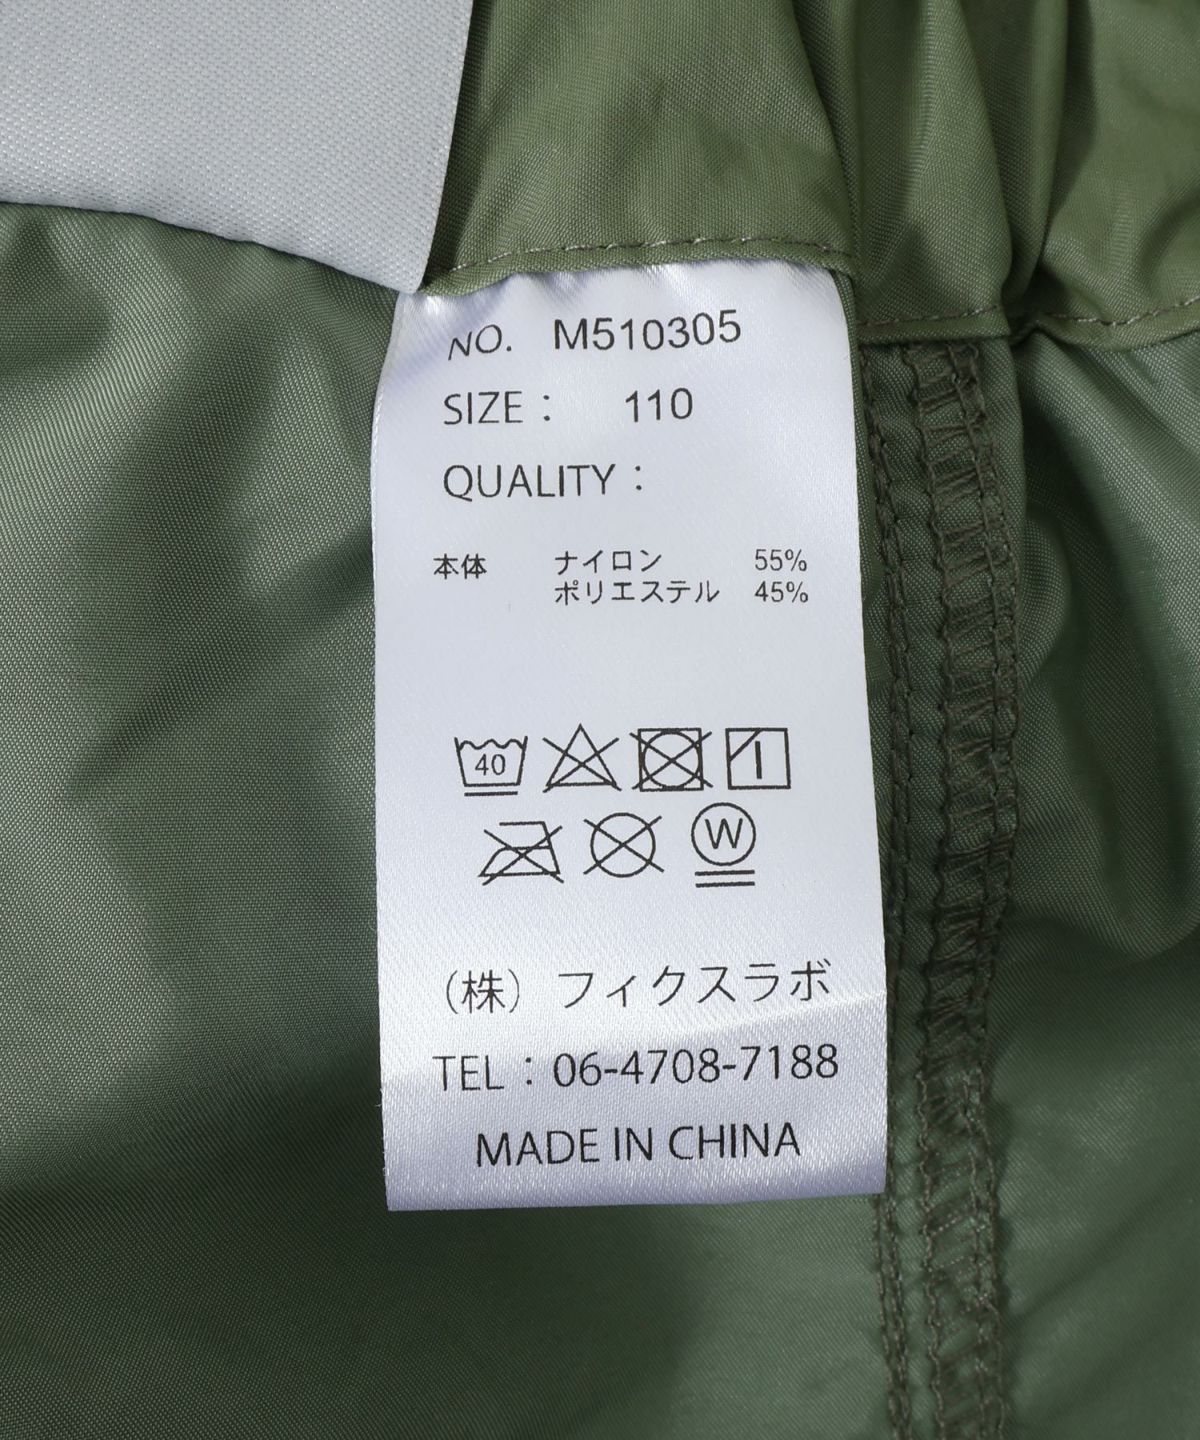 NO. M510305
SIZE： 110
QUALITY：
本体 ナイロン 55%
ポリエステル 45%
40
W
(株) フィクスラボ
TEL：06-4708-7188
MADE IN CHINA